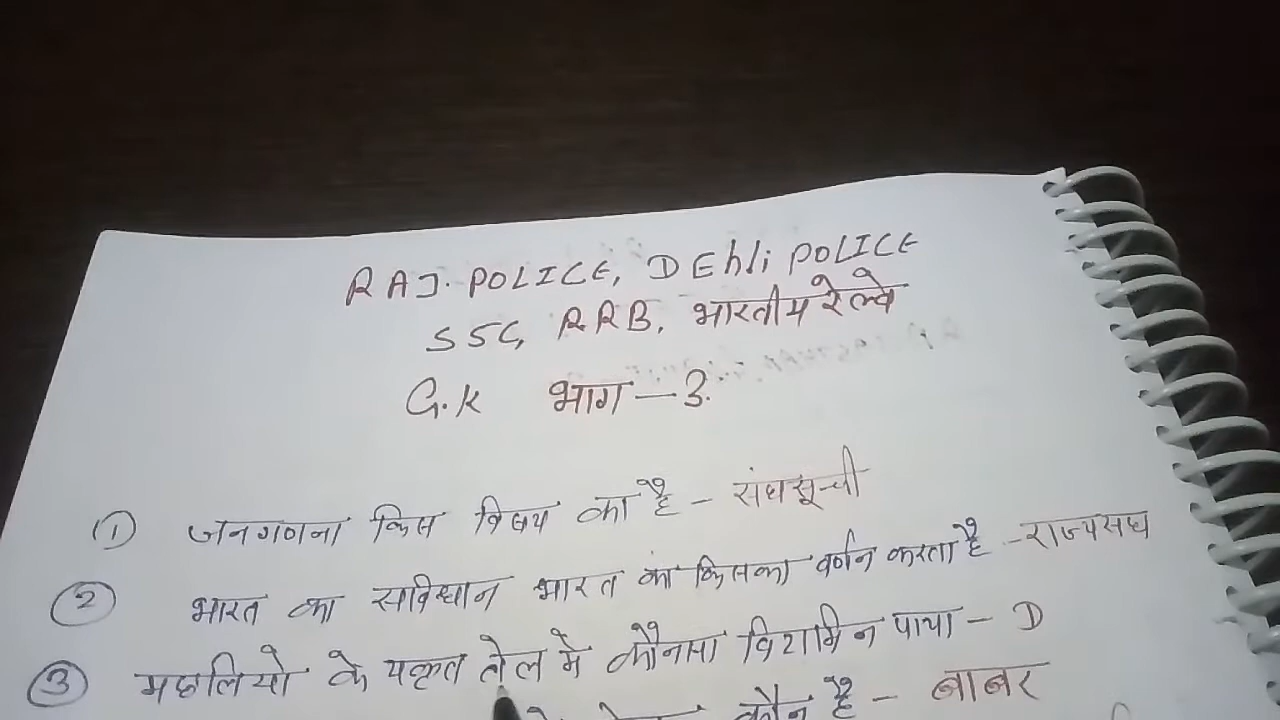 RAJ. POLICE, DEhli POLICE
SSC, RRB, भारतीय रेल्वे
G.K भाग - 3.
① जनगणना किस विषय का है - संघसूची
② भारत का सविधान भारत का किसका वर्णन करता है - राज्यसंघ
③ मछलियो के यकृत तेल में कौनसा विटामिन पाया - D
कौन है - बाबर